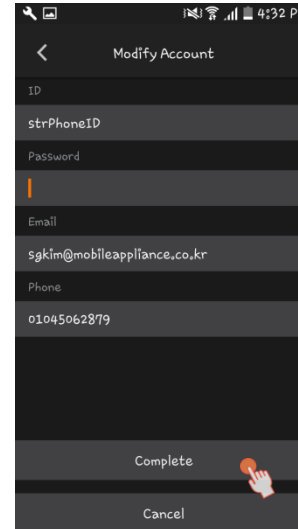 4:32 P
Modify Account
ID
strPhoneID
Password
Email
sgkim@mobileappliance.co.kr
Phone
01045062879
Complete
Cancel